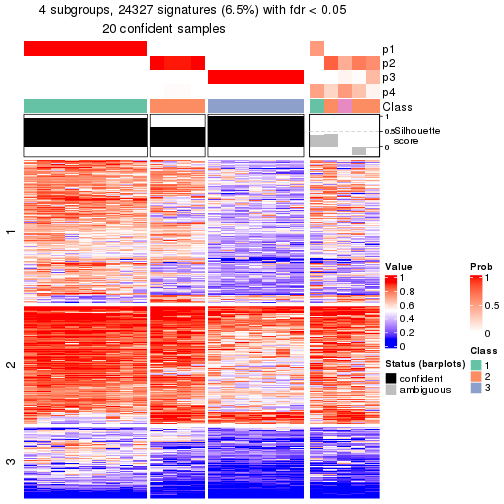 4 subgroups, 24327 signatures (6.5%) with fdr < 0.05
20 confident samples
p1
p2
p3
p4
Class
1
0.5
0
Silhouette
score
1
2
3
Value
1
0.8
0.6
0.4
0.2
0
Prob
1
0.5
0
Status (barplots)
confident
ambiguous
Class
1
2
3